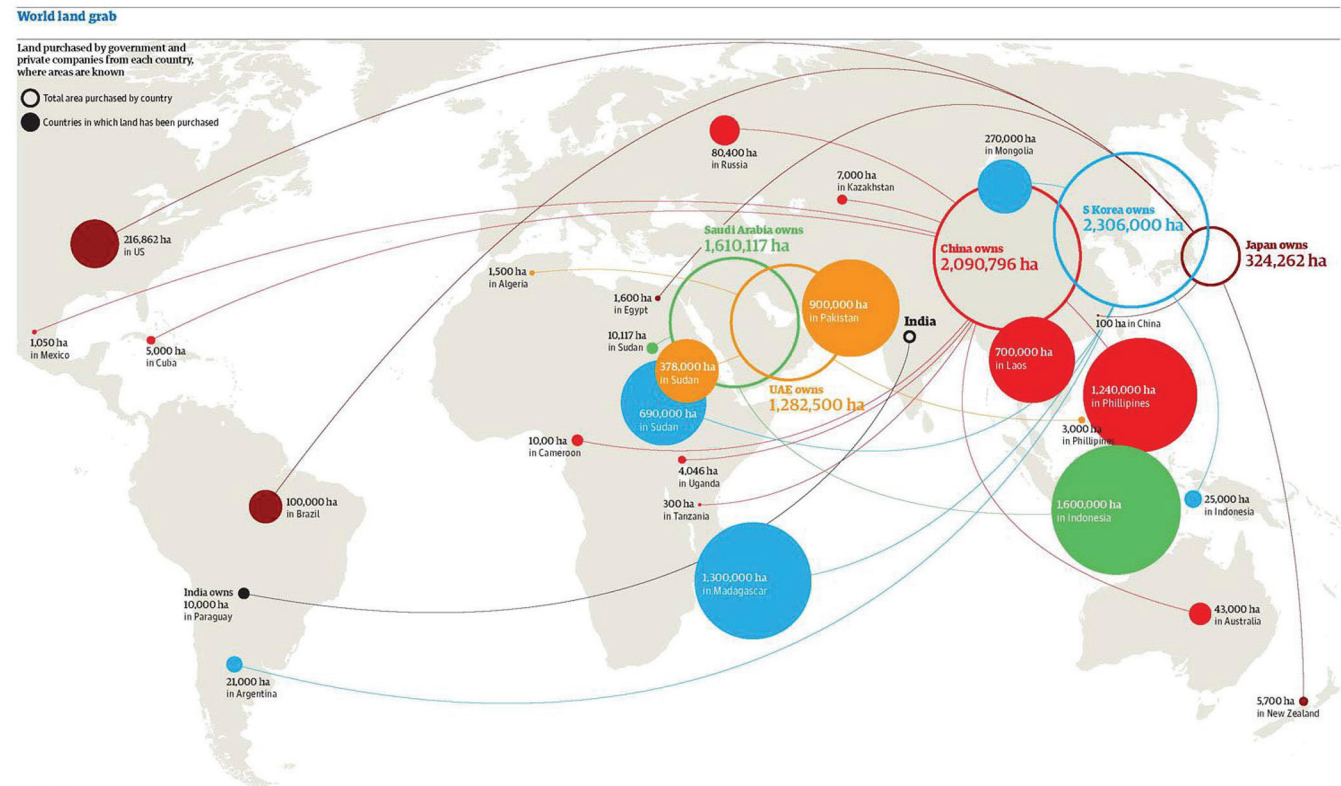 World land grab
Land purchased by government and
private companies from each country,
where areas are known
Total area purchased by country
Countries in which land has been purchased
270,000 ha
in Mongolia
80,400 ha
in Russia
7,000 ha
in Kazakhstan
S Korea owns
2,306,000 ha
Saudi Arabia owns
1,610,117 ha
216,862 ha
in US
China owns
2,090,796 ha
Japan owns
324,262 ha
1,500 ha
in Algeria
1,600 ha
in Egypt
900,000 ha
in Pakistan
India
100 ha in China
10,117 ha
in Sudan
1,050 ha
in Mexico
5,000 ha
in Cuba
700,000 ha
in Laos
378,000 ha
in Sudan
UAE owns
1,282,500 ha
1,240,000 ha
in Phillipines
690,000 ha
in Sudan
3,000 ha
in Phillipines
10,00 ha
in Cameroon
4,046 ha
in Uganda
300 ha
in Tanzania
100,000 ha
in Brazil
1,600,000 ha
in Indonesia
25,000 ha
in Indonesia
1,300,000 ha
in Madagascar
India owns
10,000 ha
in Paraguay
43,000 ha
in Australia
21,000 ha
in Argentina
5,700 ha
in New Zealand